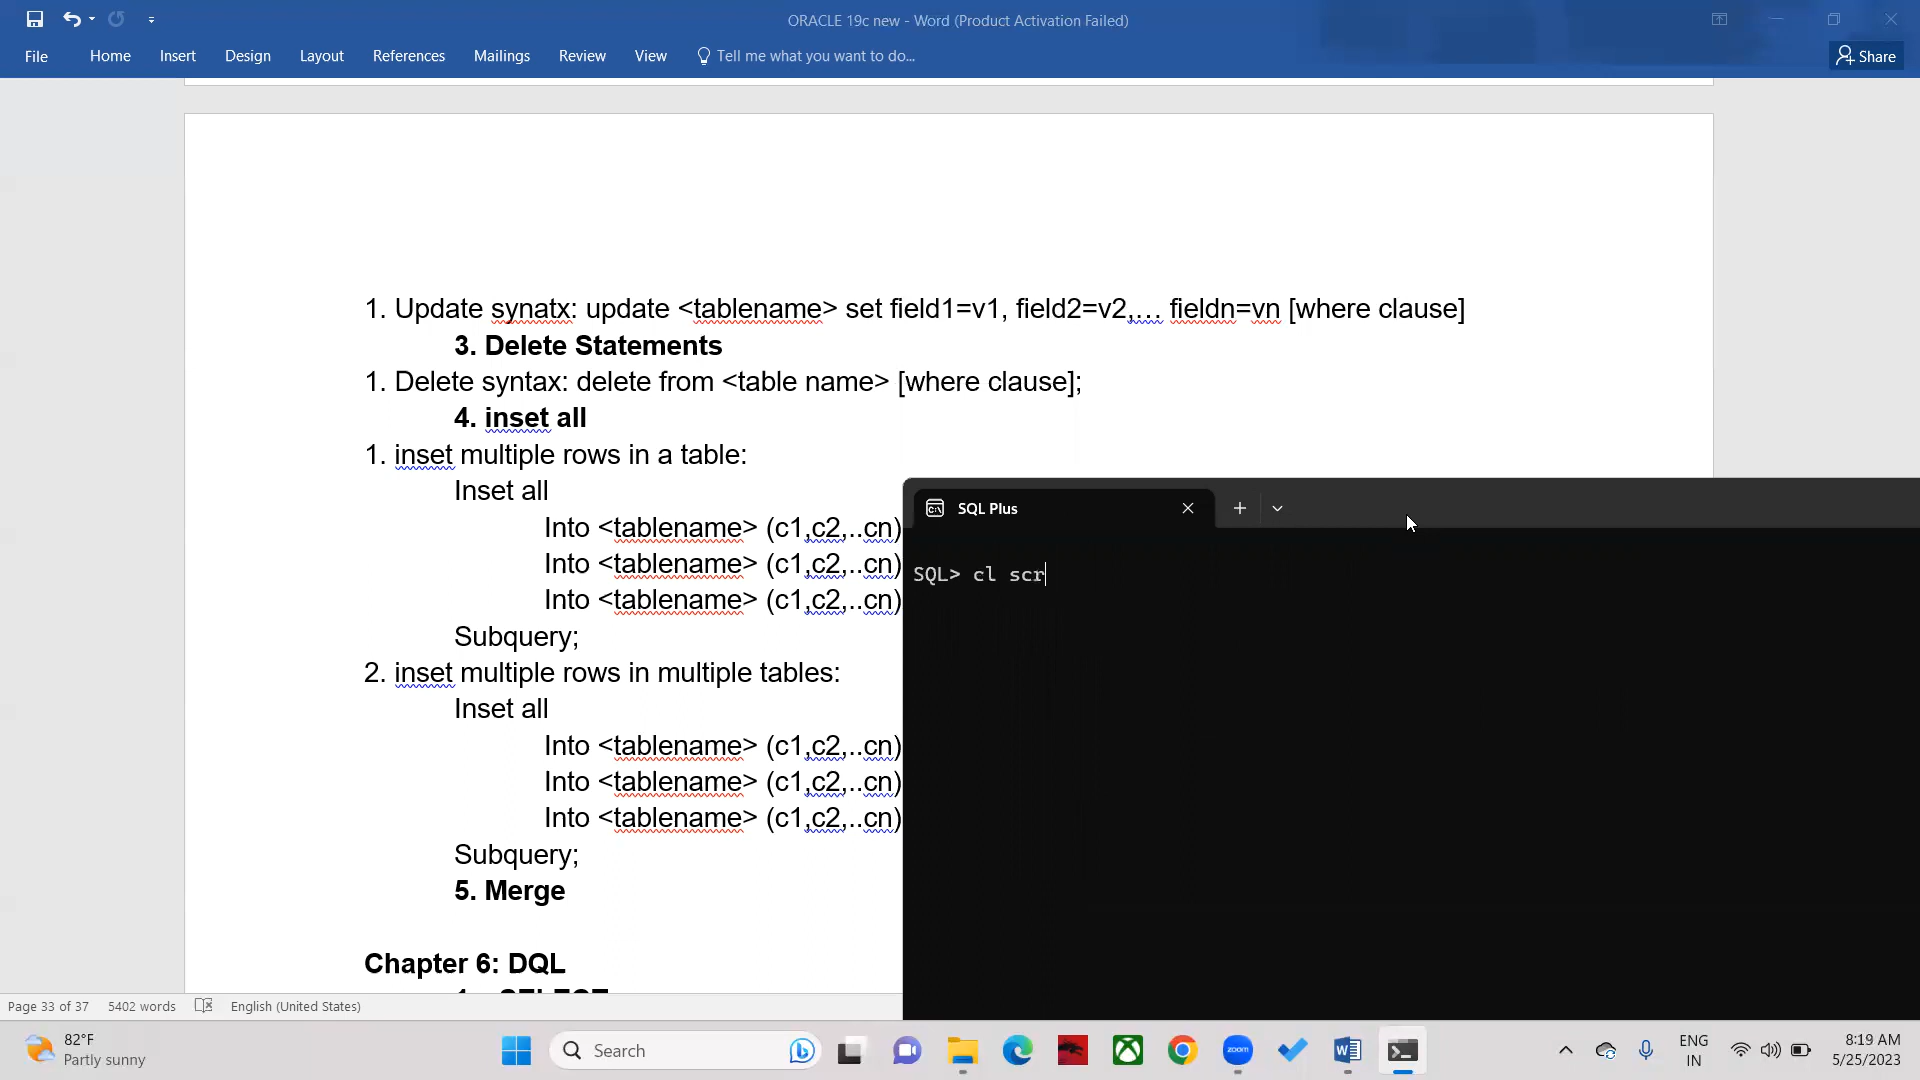 ORACLE 19c new - Word (Product Activation Failed)
File Home Insert Design Layout References Mailings Review View Tell me what you want to do... Share
1. Update synatx: update <tablename> set field1=v1, field2=v2,... fieldn=vn [where clause]
3. Delete Statements
1. Delete syntax: delete from <table name> [where clause];
4. inset all
1. inset multiple rows in a table:
Inset all
Into <tablename> (c1,c2,..cn)
Into <tablename> (c1,c2,..cn)
Into <tablename> (c1,c2,..cn)
Subquery;
2. inset multiple rows in multiple tables:
Inset all
Into <tablename> (c1,c2,..cn)
Into <tablename> (c1,c2,..cn)
Into <tablename> (c1,c2,..cn)
Subquery;
5. Merge
Chapter 6: DQL
SQL Plus
SQL> cl scr
Page 33 of 37 5402 words English (United States)
82°F
Partly sunny
Search
zoom
ENG
IN
8:19 AM
5/25/2023